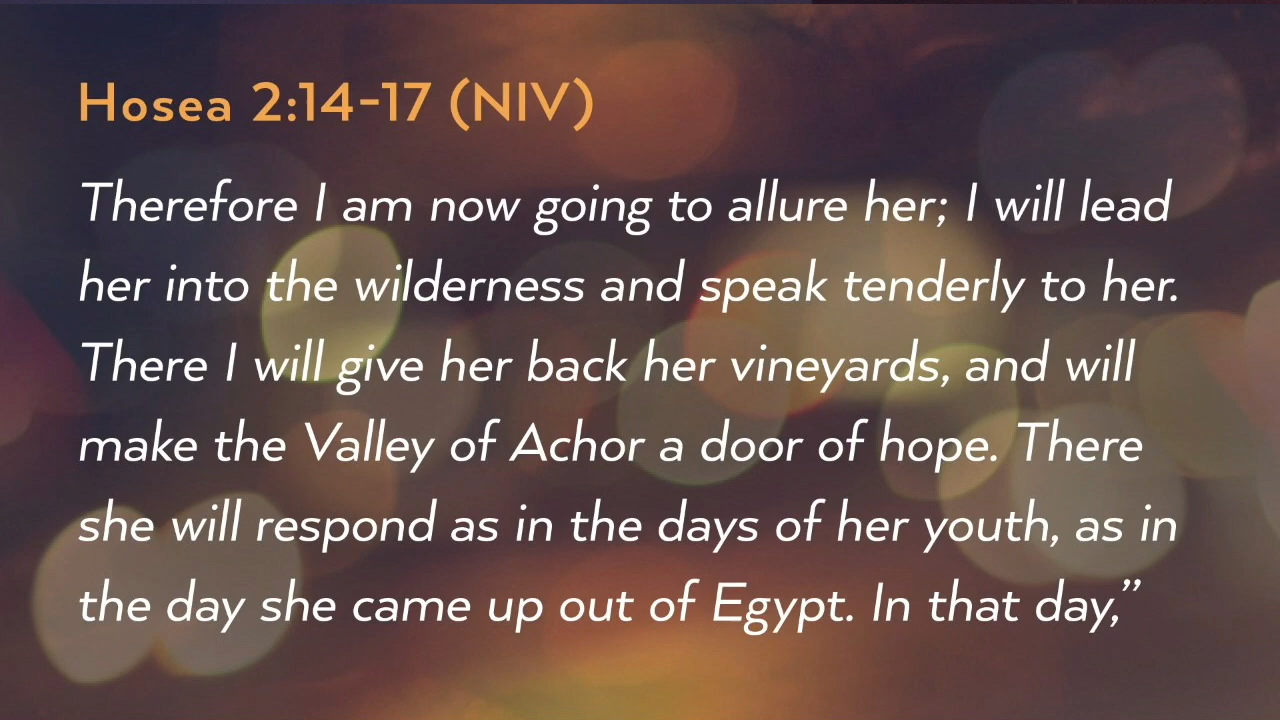 Hosea 2:14-17 (NIV)
Therefore I am now going to allure her; I will lead
her into the wilderness and speak tenderly to her.
There I will give her back her vineyards, and will
make the Valley of Achor a door of hope. There
she will respond as in the days of her youth, as in
the day she came up out of Egypt. In that day,”